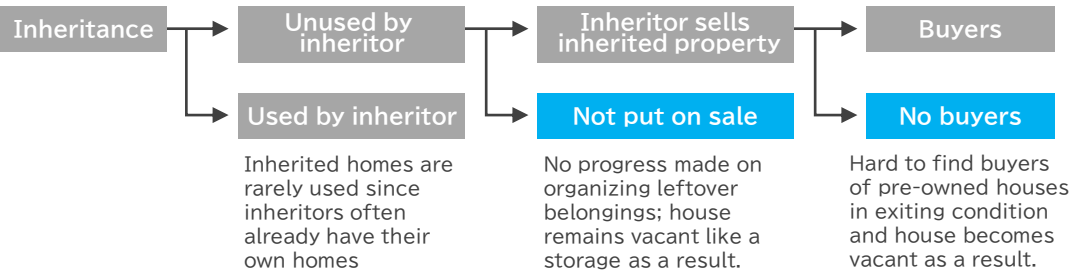 Inheritance
Unused by
inheritor
Inheritor sells
inherited property
Buyers
Used by inheritor
Not put on sale
No buyers
Inherited homes are
rarely used since
inheritors often
already have their
own homes
No progress made on
organizing leftover
belongings; house
remains vacant like a
storage as a result.
Hard to find buyers
of pre-owned houses
in exiting condition
and house becomes
vacant as a result.